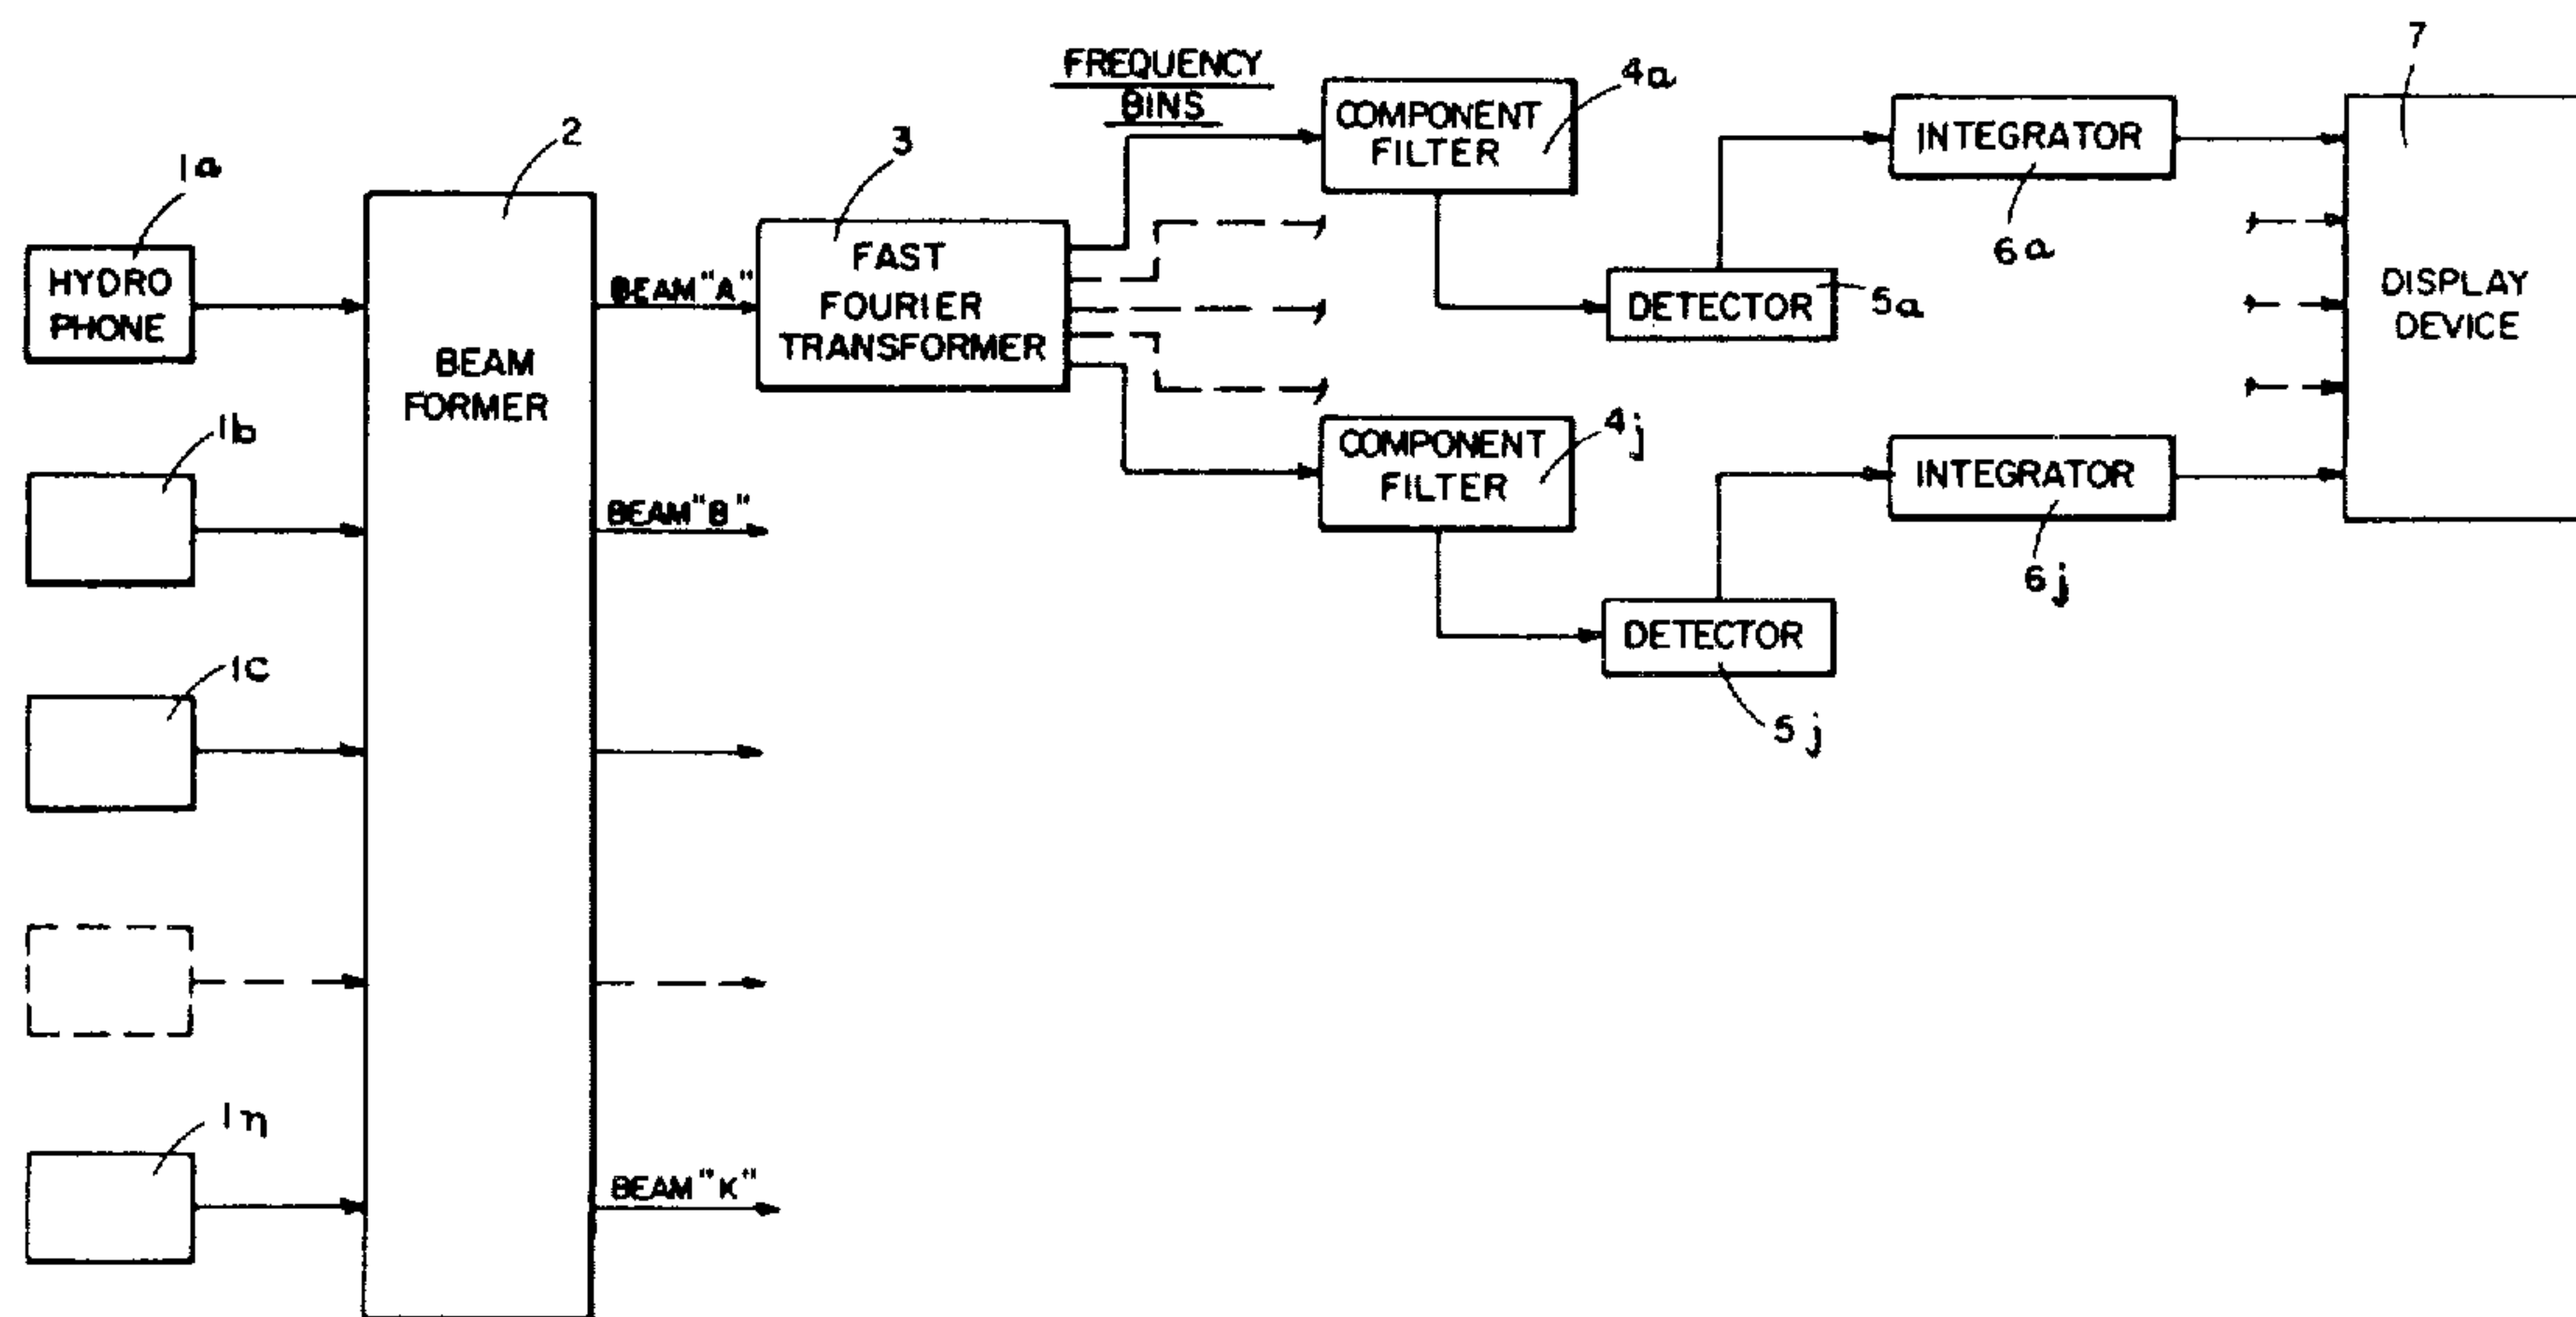 7
FREQUENCY
BINS
4a
COMPONENT
FILTER
INTEGRATOR
6a
2
3
1a
HYDRO
PHONE
BEAM "A"
FAST
FOURIER
TRANSFORMER
DETECTOR
5a
DISPLAY
DEVICE
BEAM
FORMER
1b
BEAM "B"
4j
COMPONENT
FILTER
INTEGRATOR
6j
DETECTOR
5j
1c
1η
BEAM "K"